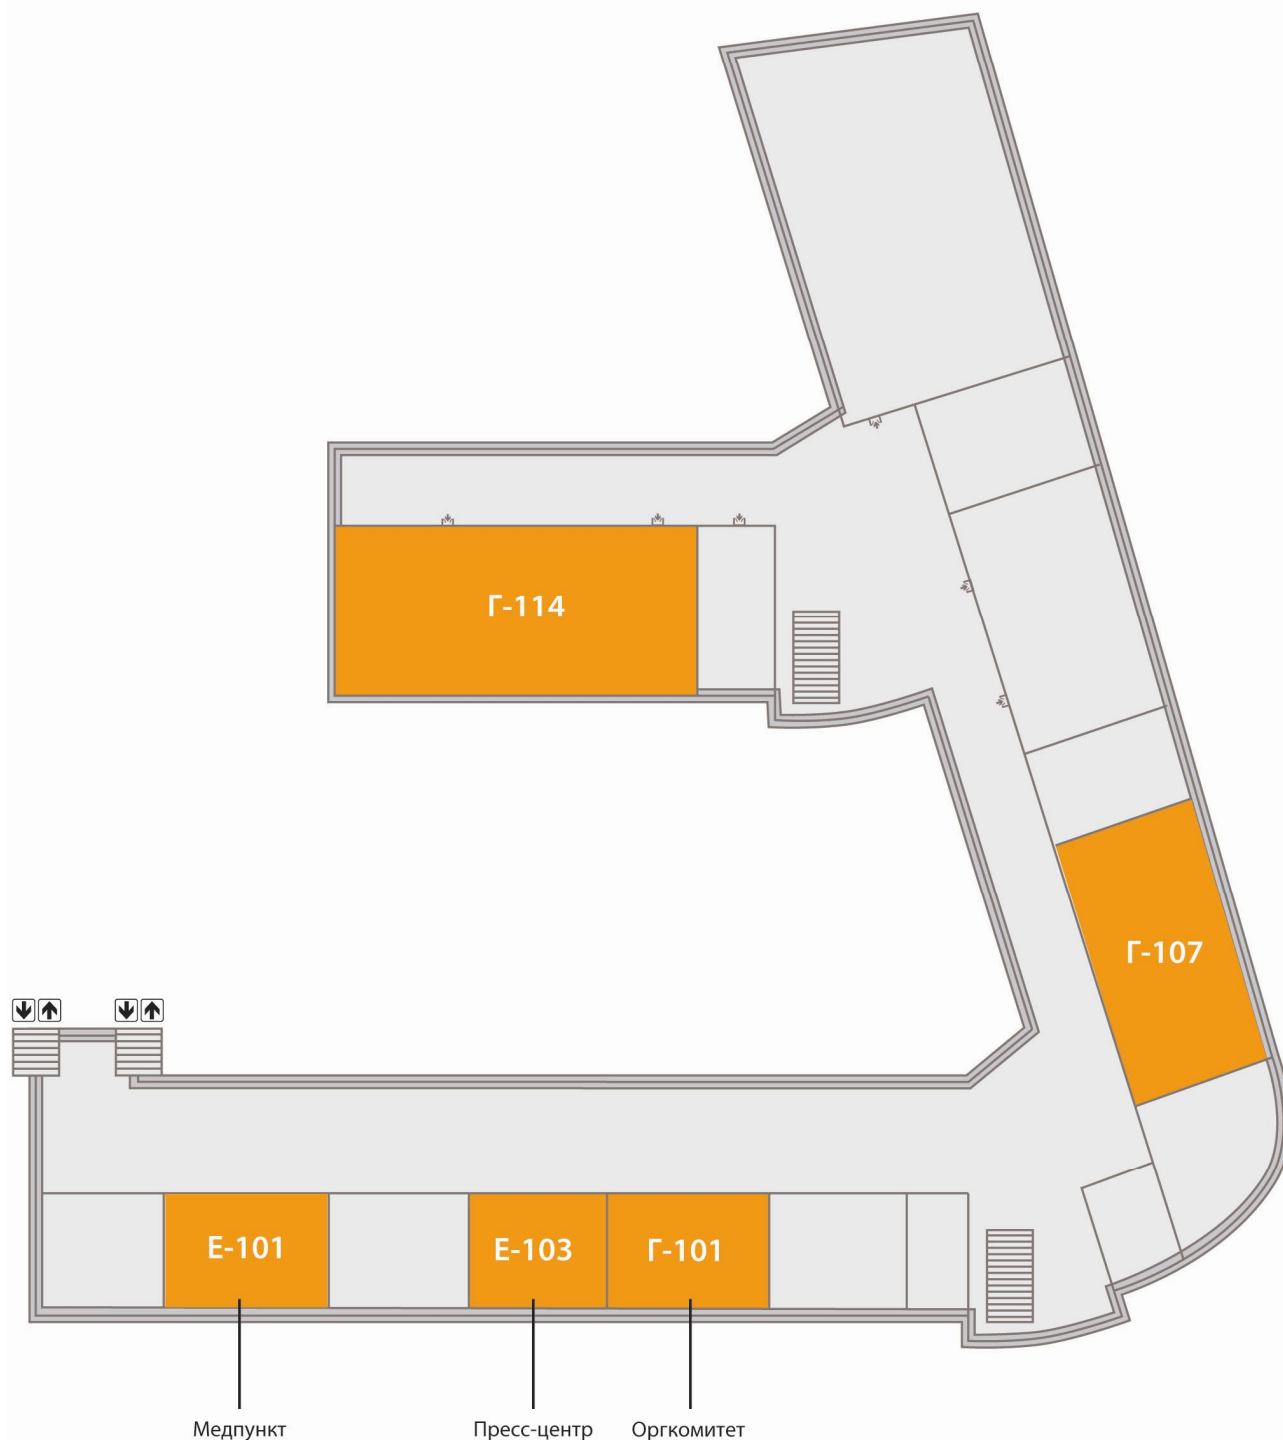 Г-114
Г-107
Е-101
Е-103
Г-101
Медпункт
Пресс-центр
Оргкомитет